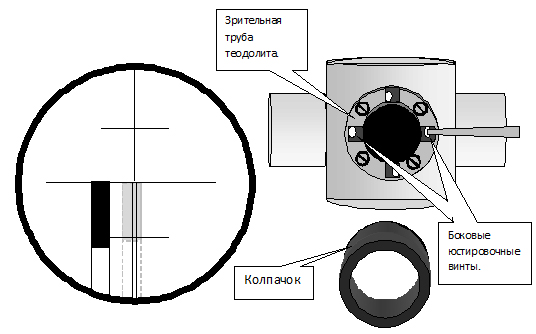 Зрительная
труба
теодолита.
Боковые
юстировочные
винты.
Колпачок